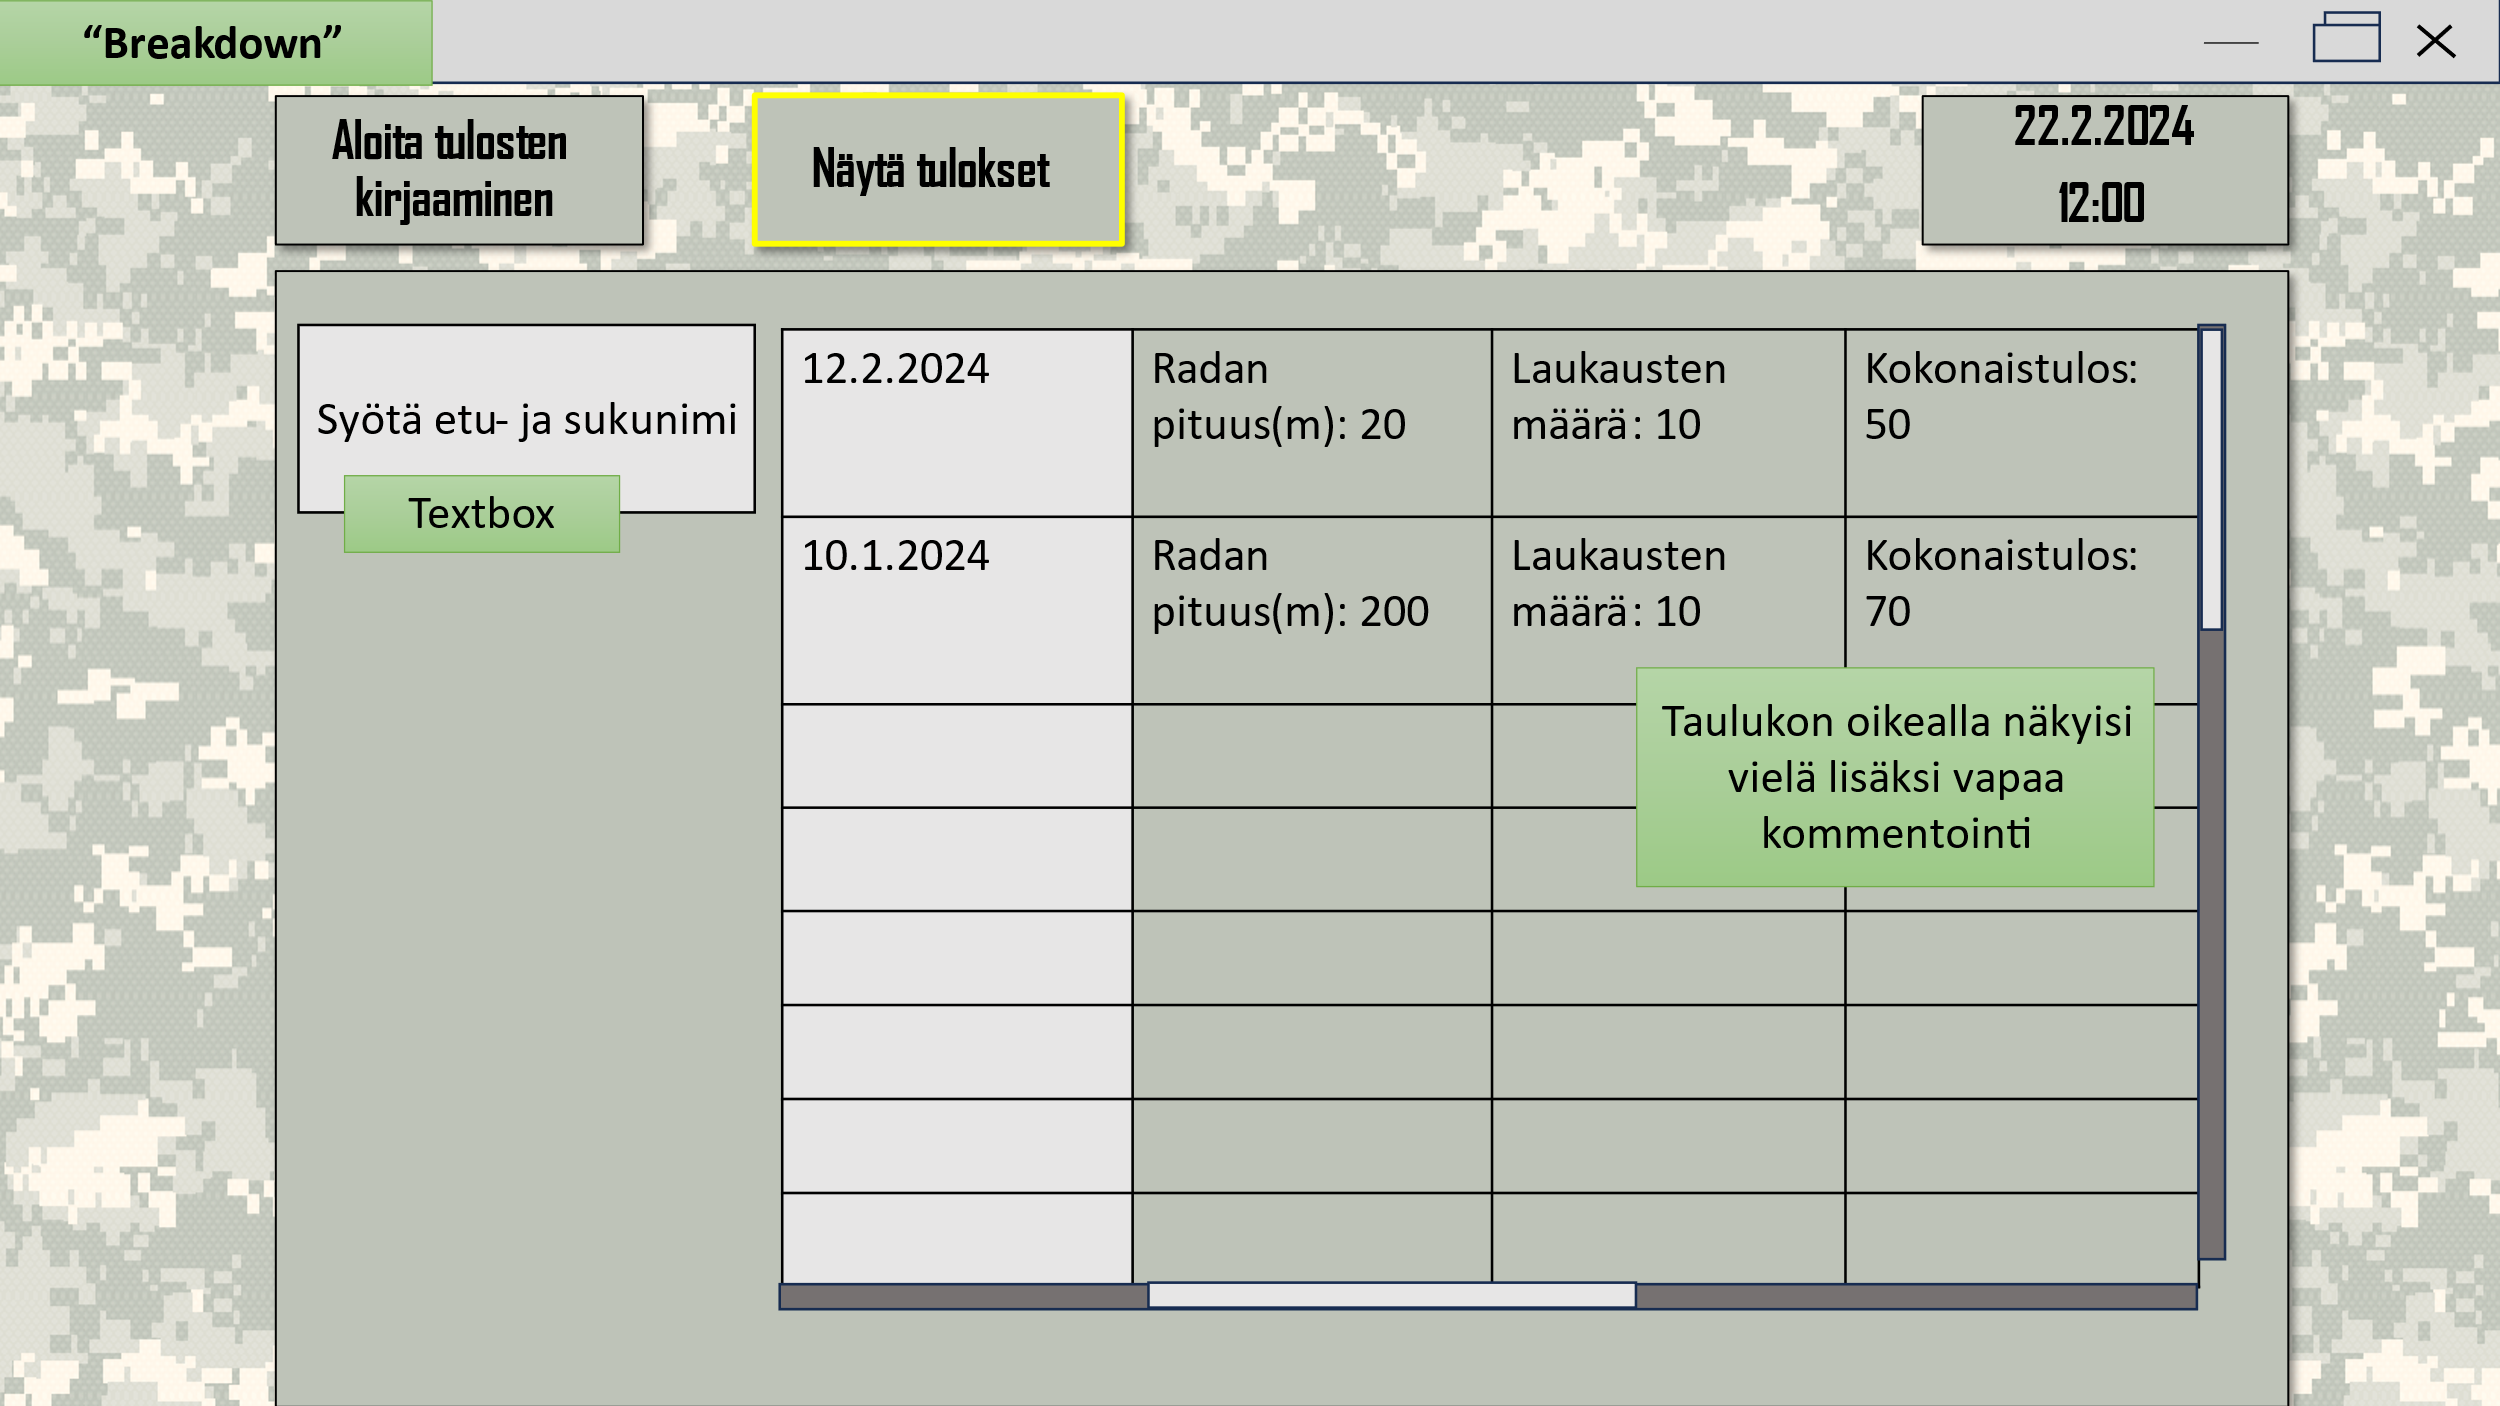 “Breakdown”
Aloita tulosten
kirjaaminen
Näytä tulokset
22.2.2024
12:00
Syötä etu- ja sukunimi
Textbox
12.2.2024
Radan
pituus(m): 20
Laukausten
määrä: 10
Kokonaistulos:
50
10.1.2024
Radan
pituus(m): 200
Laukausten
määrä: 10
Kokonaistulos:
70
Taulukon oikealla näkyisi
vielä lisäksi vapaa
kommentointi